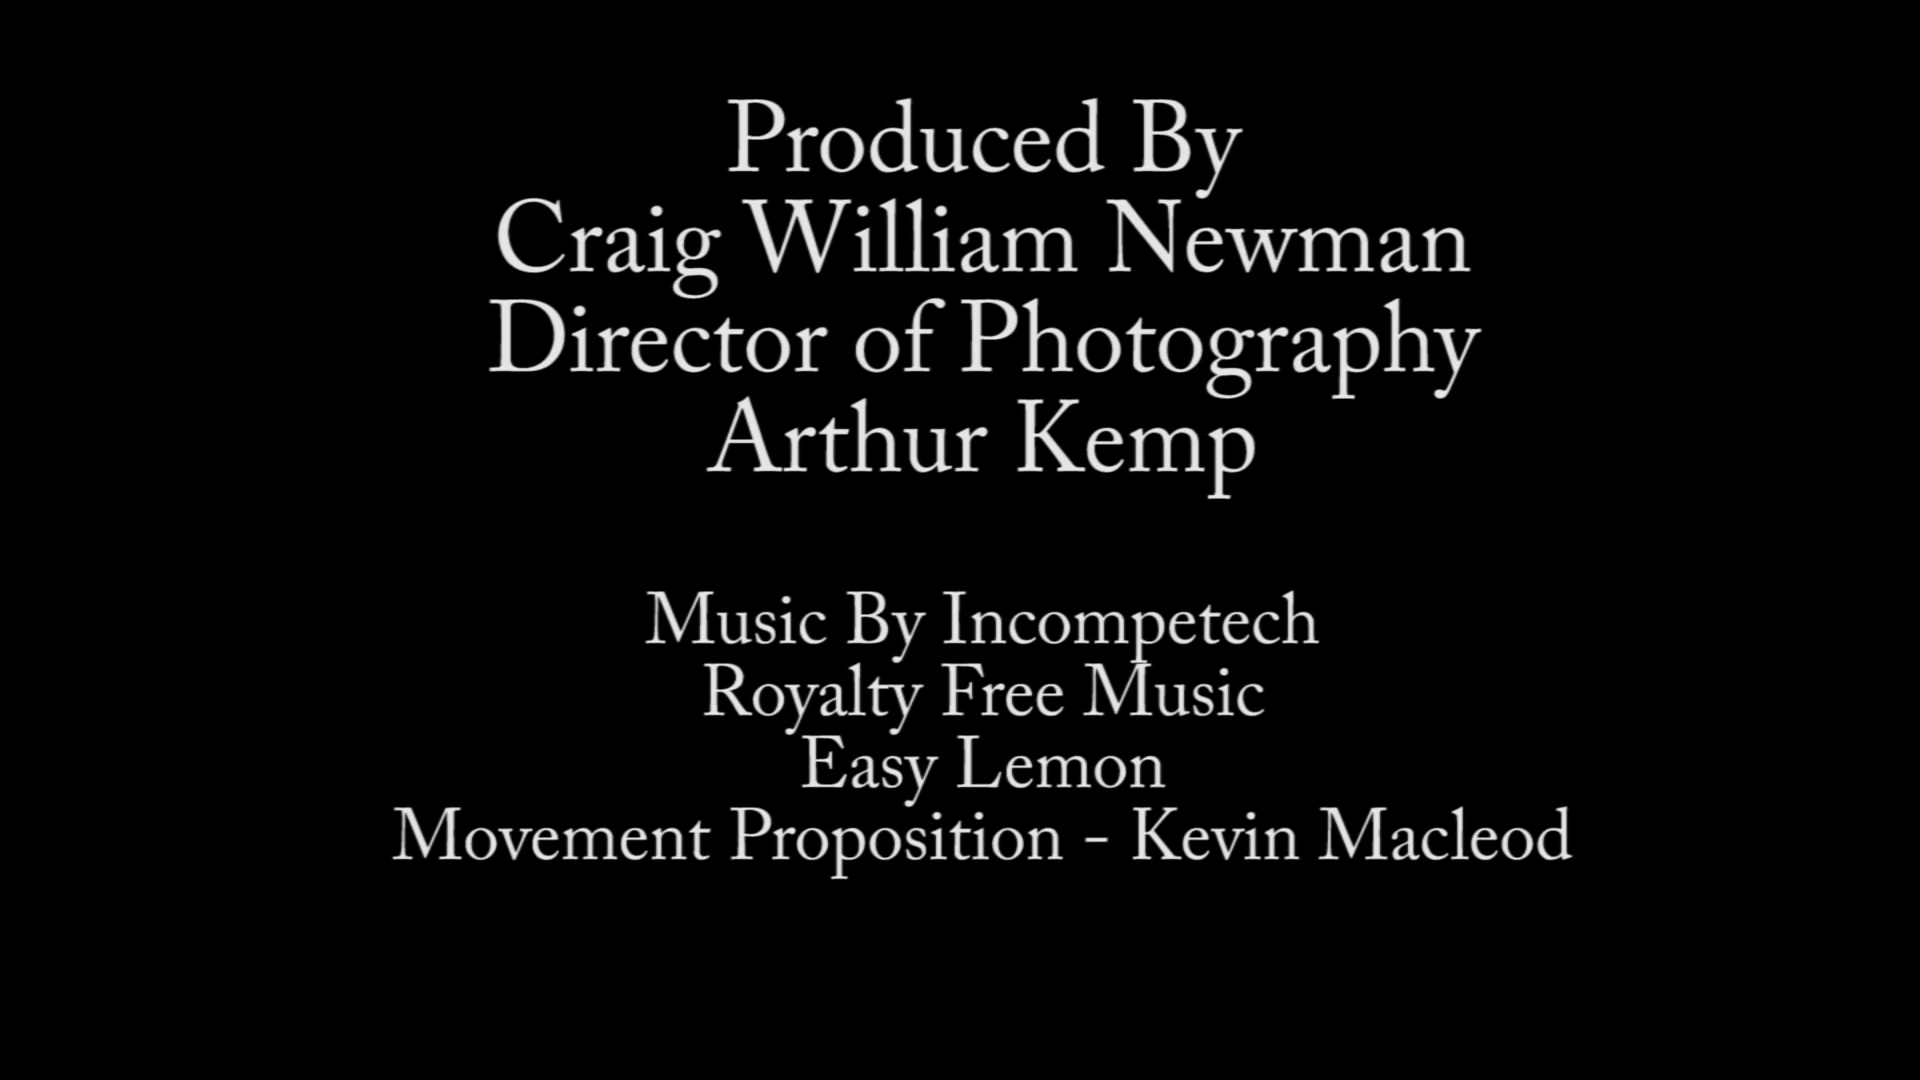 Produced By
Craig William Newman
Director of Photography
Arthur Kemp
Music By Incompetech
Royalty Free Music
Easy Lemon
Movement Proposition - Kevin Macleod